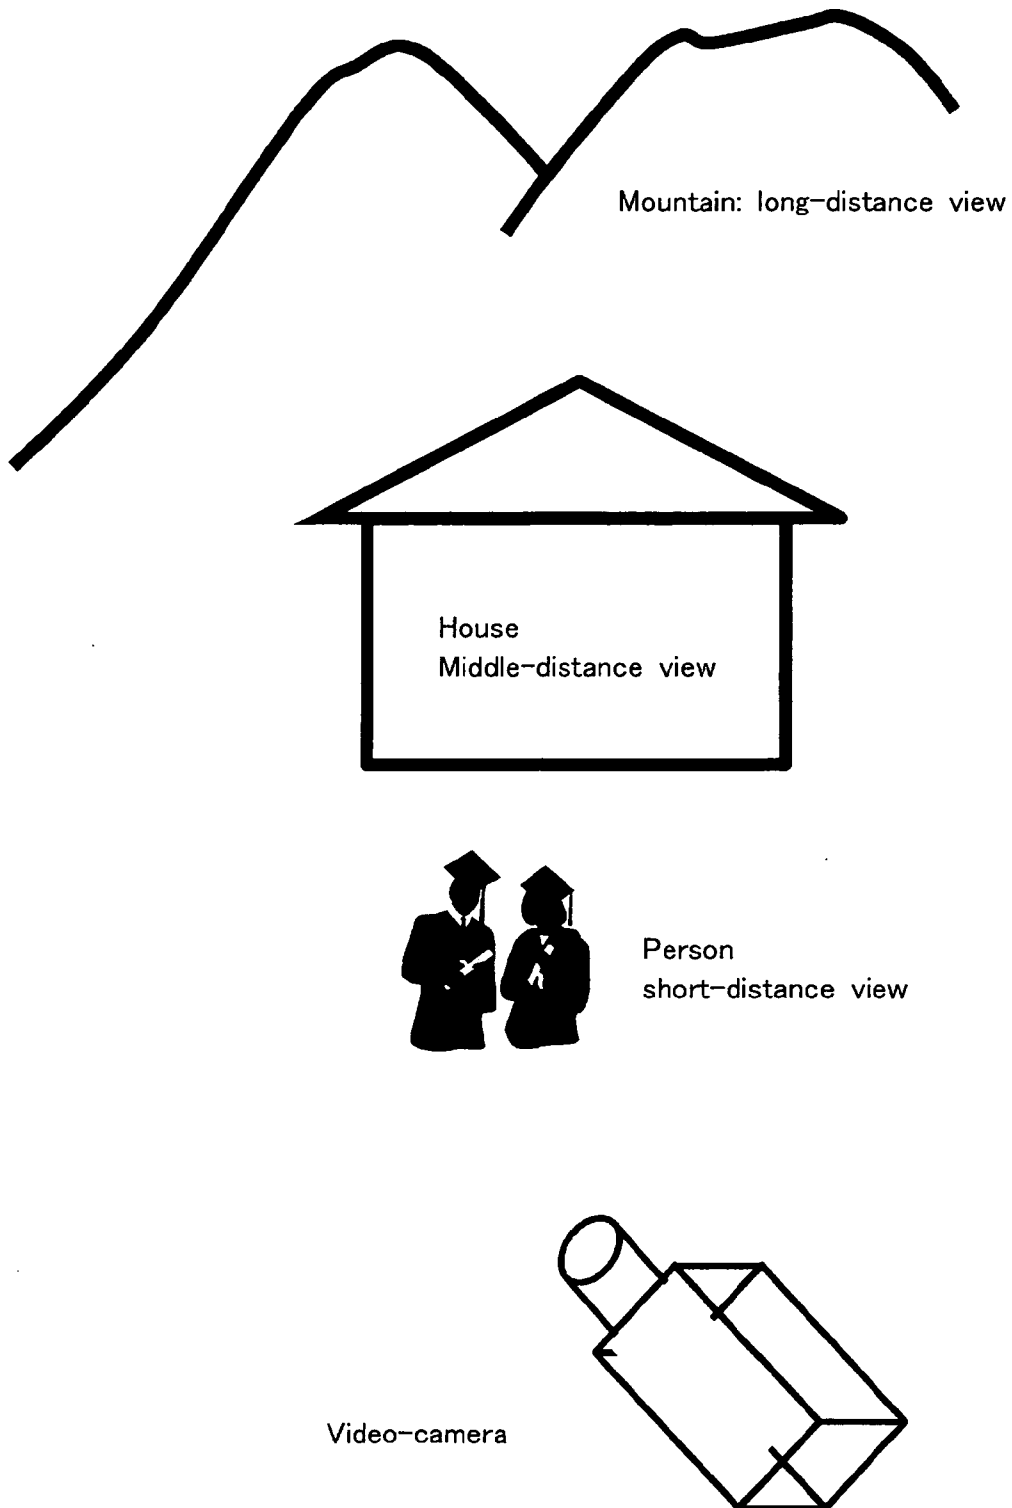 Mountain: long-distance view
House
Middle-distance view
Person
short-distance view
Video-camera